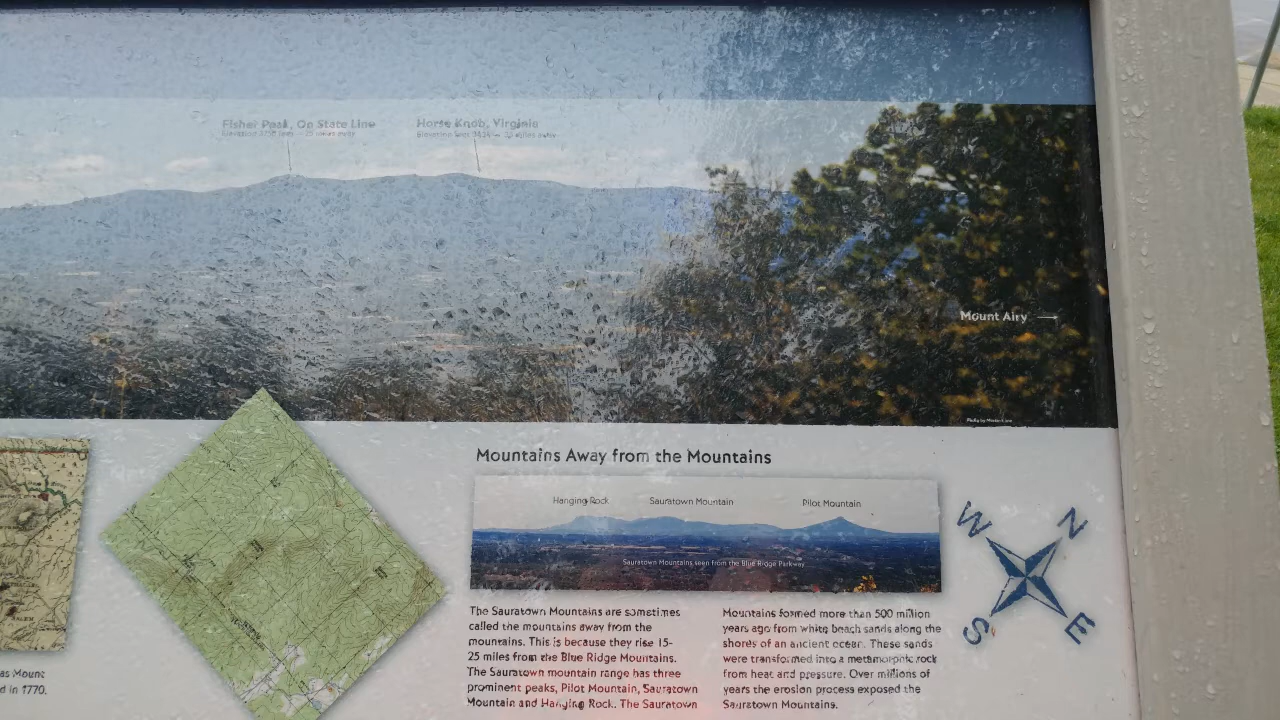 Fisher Peak, On State Line
Horse Knob, Virginia
Mount Airy
Mountains Away from the Mountains
Hanging Rock
Sauratown Mountain
Pilot Mountain
Sauratown Mountains seen from the Blue Ridge Parkway
W
N
S
E
as Mount
d in 1770.
The Sauratown Mountains are sometimes
called the mountains away from the
mountains. This is because they rise 15-
25 miles from the Blue Ridge Mountains.
The Sauratown mountain range has three
prominent peaks, Pilot Mountain, Sauratown
Mountain and Hanging Rock. The Sauratown
Mountains formed more than 500 million
years ago from white beach sands along the
shores of an ancient ocean. These sands
were transformed into a metamorphic rock
from heat and pressure. Over millions of
years the erosion process exposed the
Sauratown Mountains.